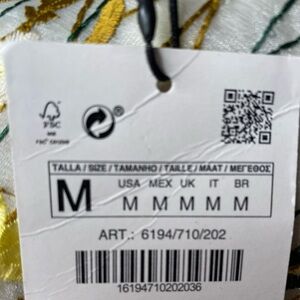 FSC
TALLA / SIZE / TAMANHO / TAILLE / MAAT / ΜΕΓΕΘΟΣ
M
USA MEX UK IT BR
M M M M M
ART.: 6194/710/202
16194710202036